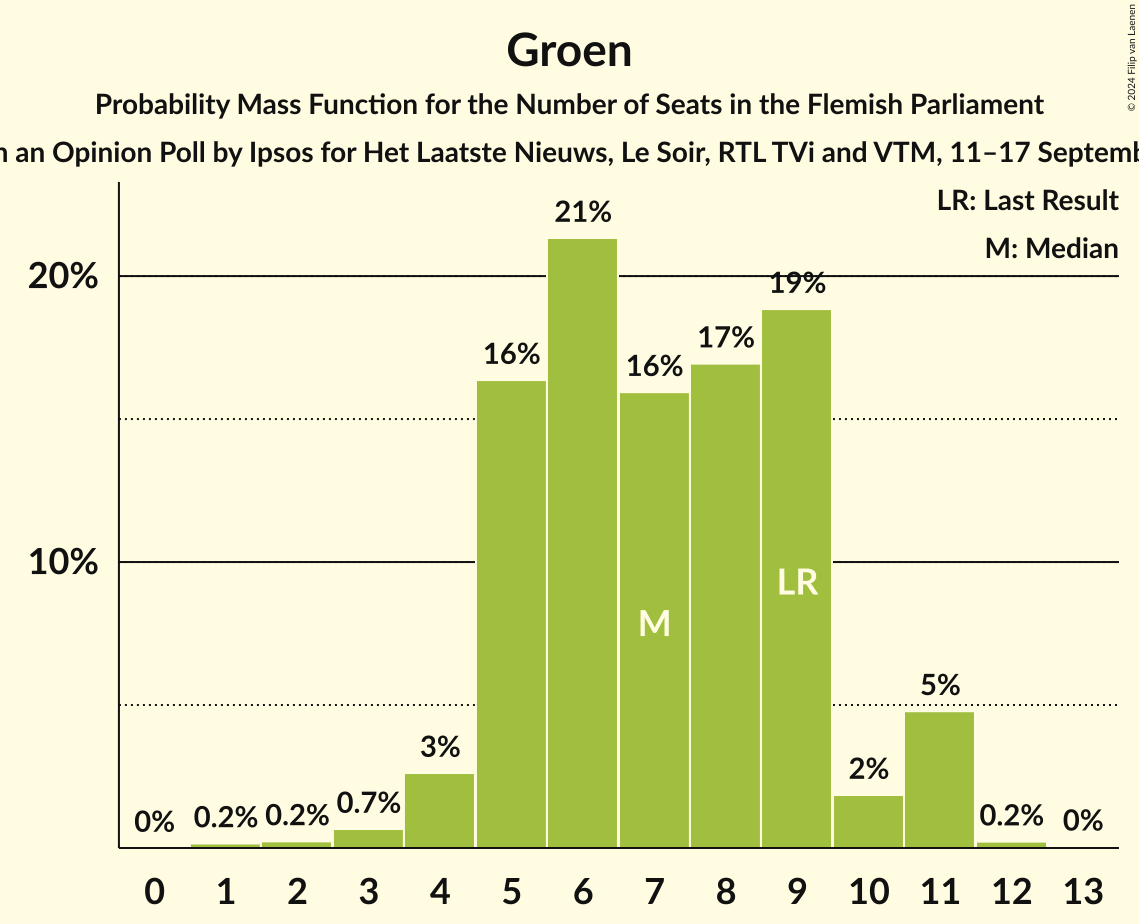 Groen
Probability Mass Function for the Number of Seats in the Flemish Parliament
an Opinion Poll by Ipsos for Het Laatste Nieuws, Le Soir, RTL TVi and VTM, 11–17
© 2024 Filip van Laenen
LR: Last Result
M: Median
20%
10%
0%
0.2%
0.2%
0.7%
3%
16%
21%
16%
17%
19%
2%
5%
0.2%
0%
M
LR
0 1 2 3 4 5 6 7 8 9 10 11 12 13